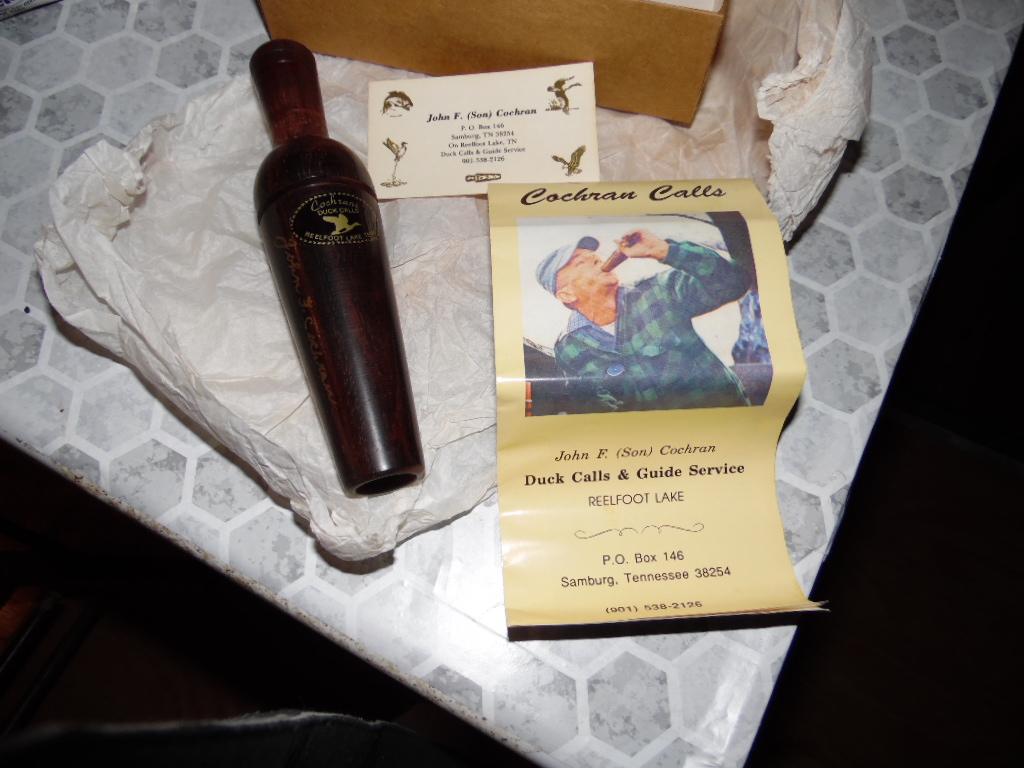 John F. (Son) Cochran
P. O. Box 146
Samburg, TN 38254
On Reelfoot Lake, TN
Duck Calls & Guide Service
901-538-2126
Cochran Calls
Cochran's
DUCK CALLS
REELFOOT LAKE
John F. Cochran
John F. (Son) Cochran
Duck Calls & Guide Service
REELFOOT LAKE
P.O. Box 146
Samburg, Tennessee 38254
(901) 538-2126